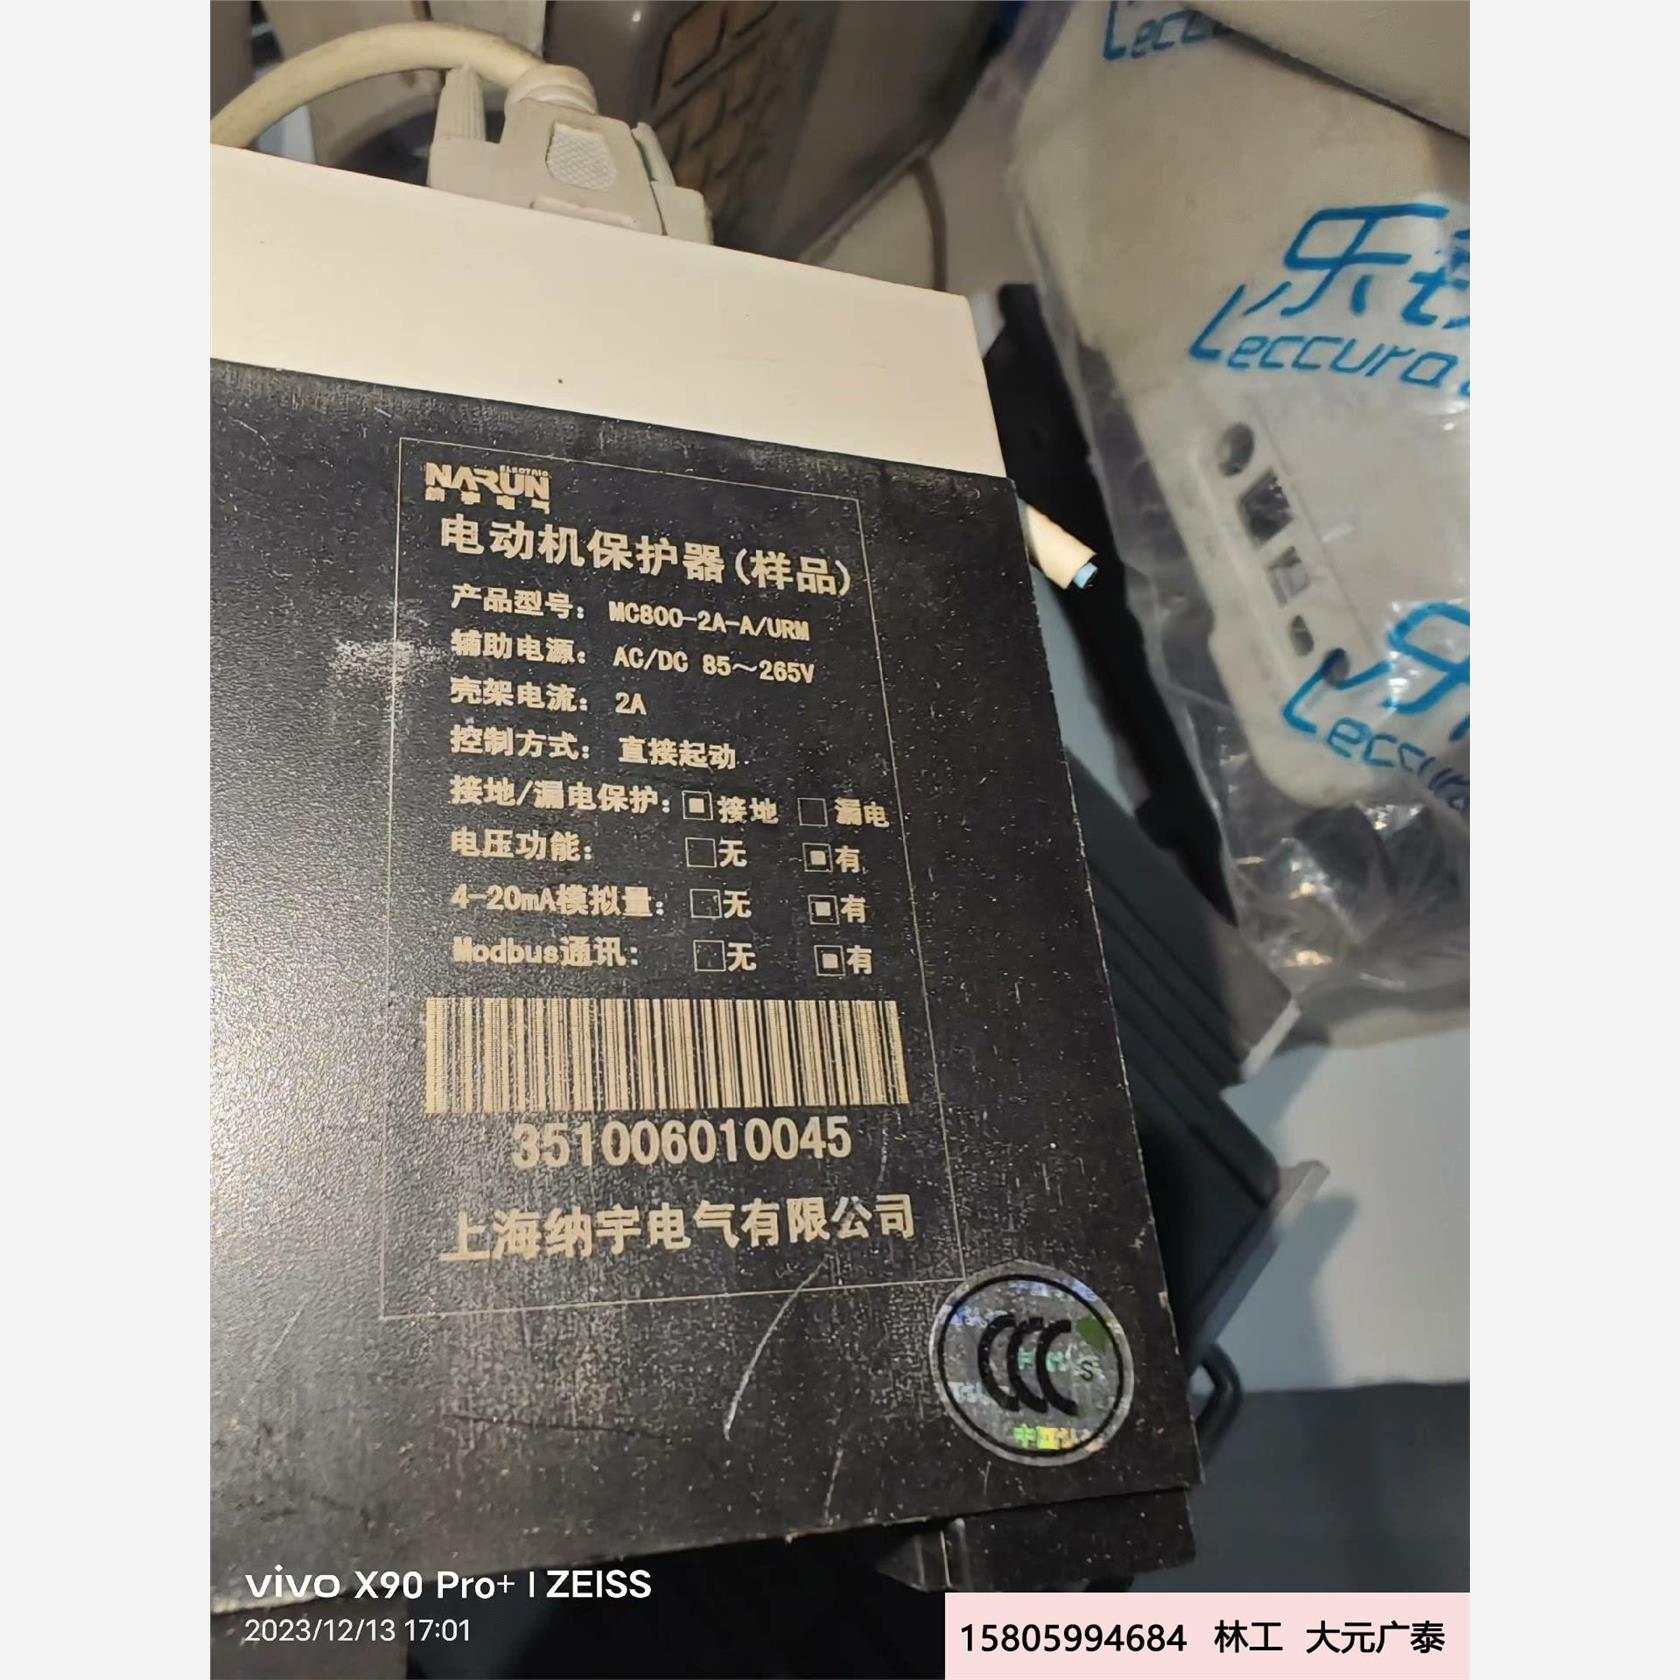 Leccu
乐
Leccura
NARUN
ELECTRIC
电动机保护器(样品)
产品型号: MC800-2A-A/URM
辅助电源: AC/DC 85～265V
壳架电流: 2A
控制方式: 直接起动
接地/漏电保护: 接地 漏电
电压功能: 无 有
4-20mA模拟量: 无 有
Modbus通讯: 无 有
351006010045
上海纳宇电气有限公司
CCC
S
乐
Leccura
vivo X90 Pro+ | ZEISS
2023/12/13 17:01
15805994684 林工 大元广泰